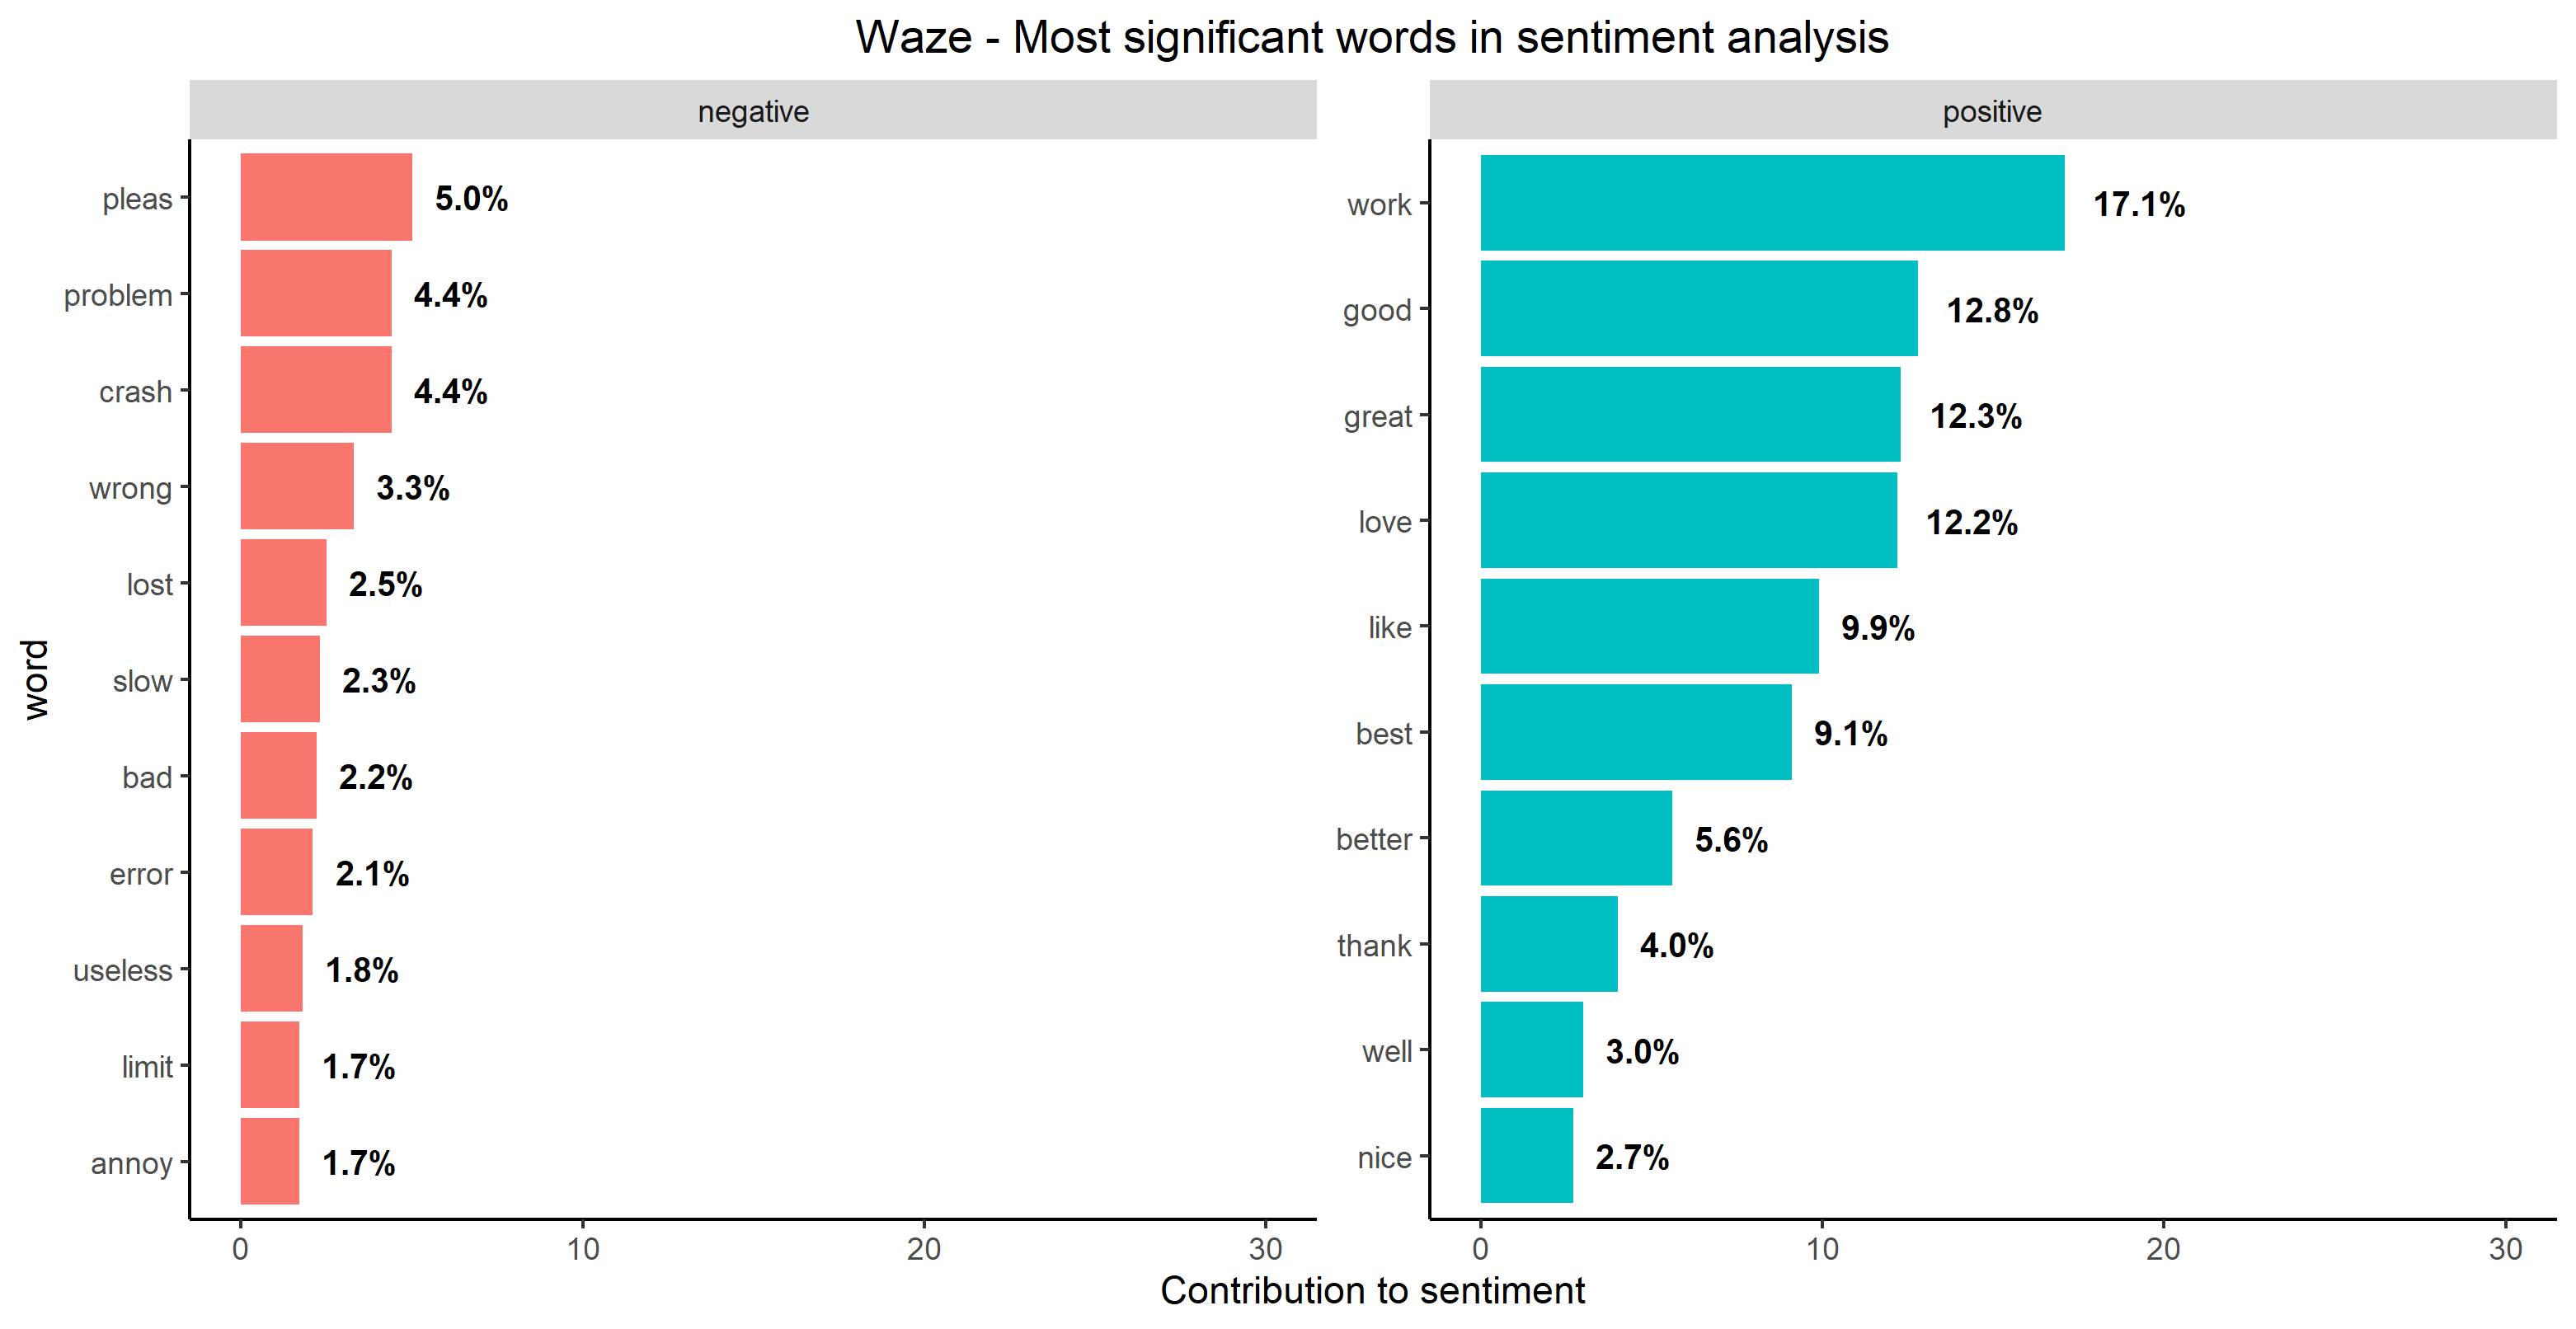 Waze - Most significant words in sentiment analysis
negative
positive
word
pleas 5.0%
problem 4.4%
crash 4.4%
wrong 3.3%
lost 2.5%
slow 2.3%
bad 2.2%
error 2.1%
useless 1.8%
limit 1.7%
annoy 1.7%
0 10 20 30
work 17.1%
good 12.8%
great 12.3%
love 12.2%
like 9.9%
best 9.1%
better 5.6%
thank 4.0%
well 3.0%
nice 2.7%
0 10 20 30
Contribution to sentiment